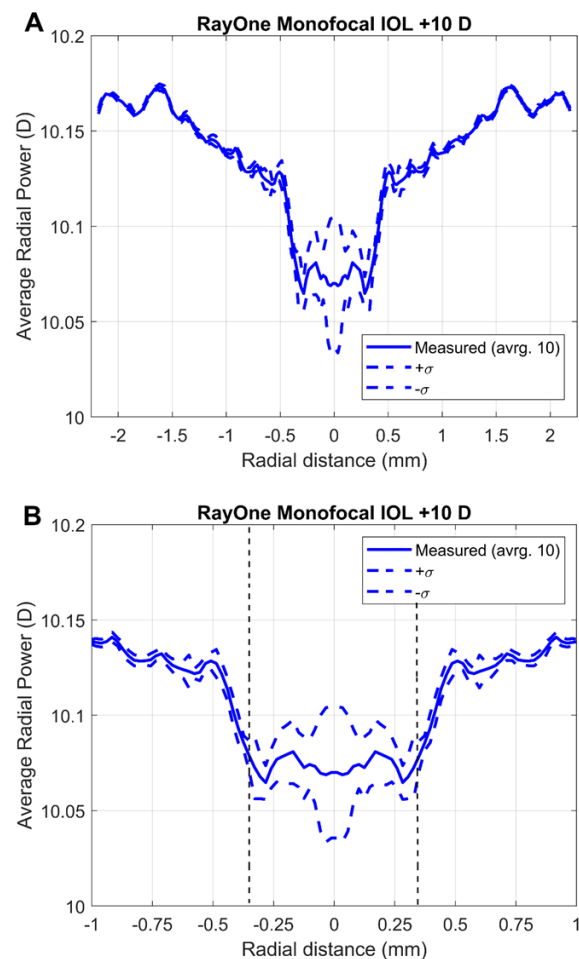 A
RayOne Monofocal IOL +10 D
10.2
10.15
10.1
10.05
10
Average Radial Power (D)
Measured (avrg. 10)
+σ
-σ
-2 -1.5 -1 -0.5 0 0.5 1 1.5 2
Radial distance (mm)
B
RayOne Monofocal IOL +10 D
10.2
10.15
10.1
10.05
10
Average Radial Power (D)
Measured (avrg. 10)
+σ
-σ
-1 -0.75 -0.5 -0.25 0 0.25 0.5 0.75 1
Radial distance (mm)